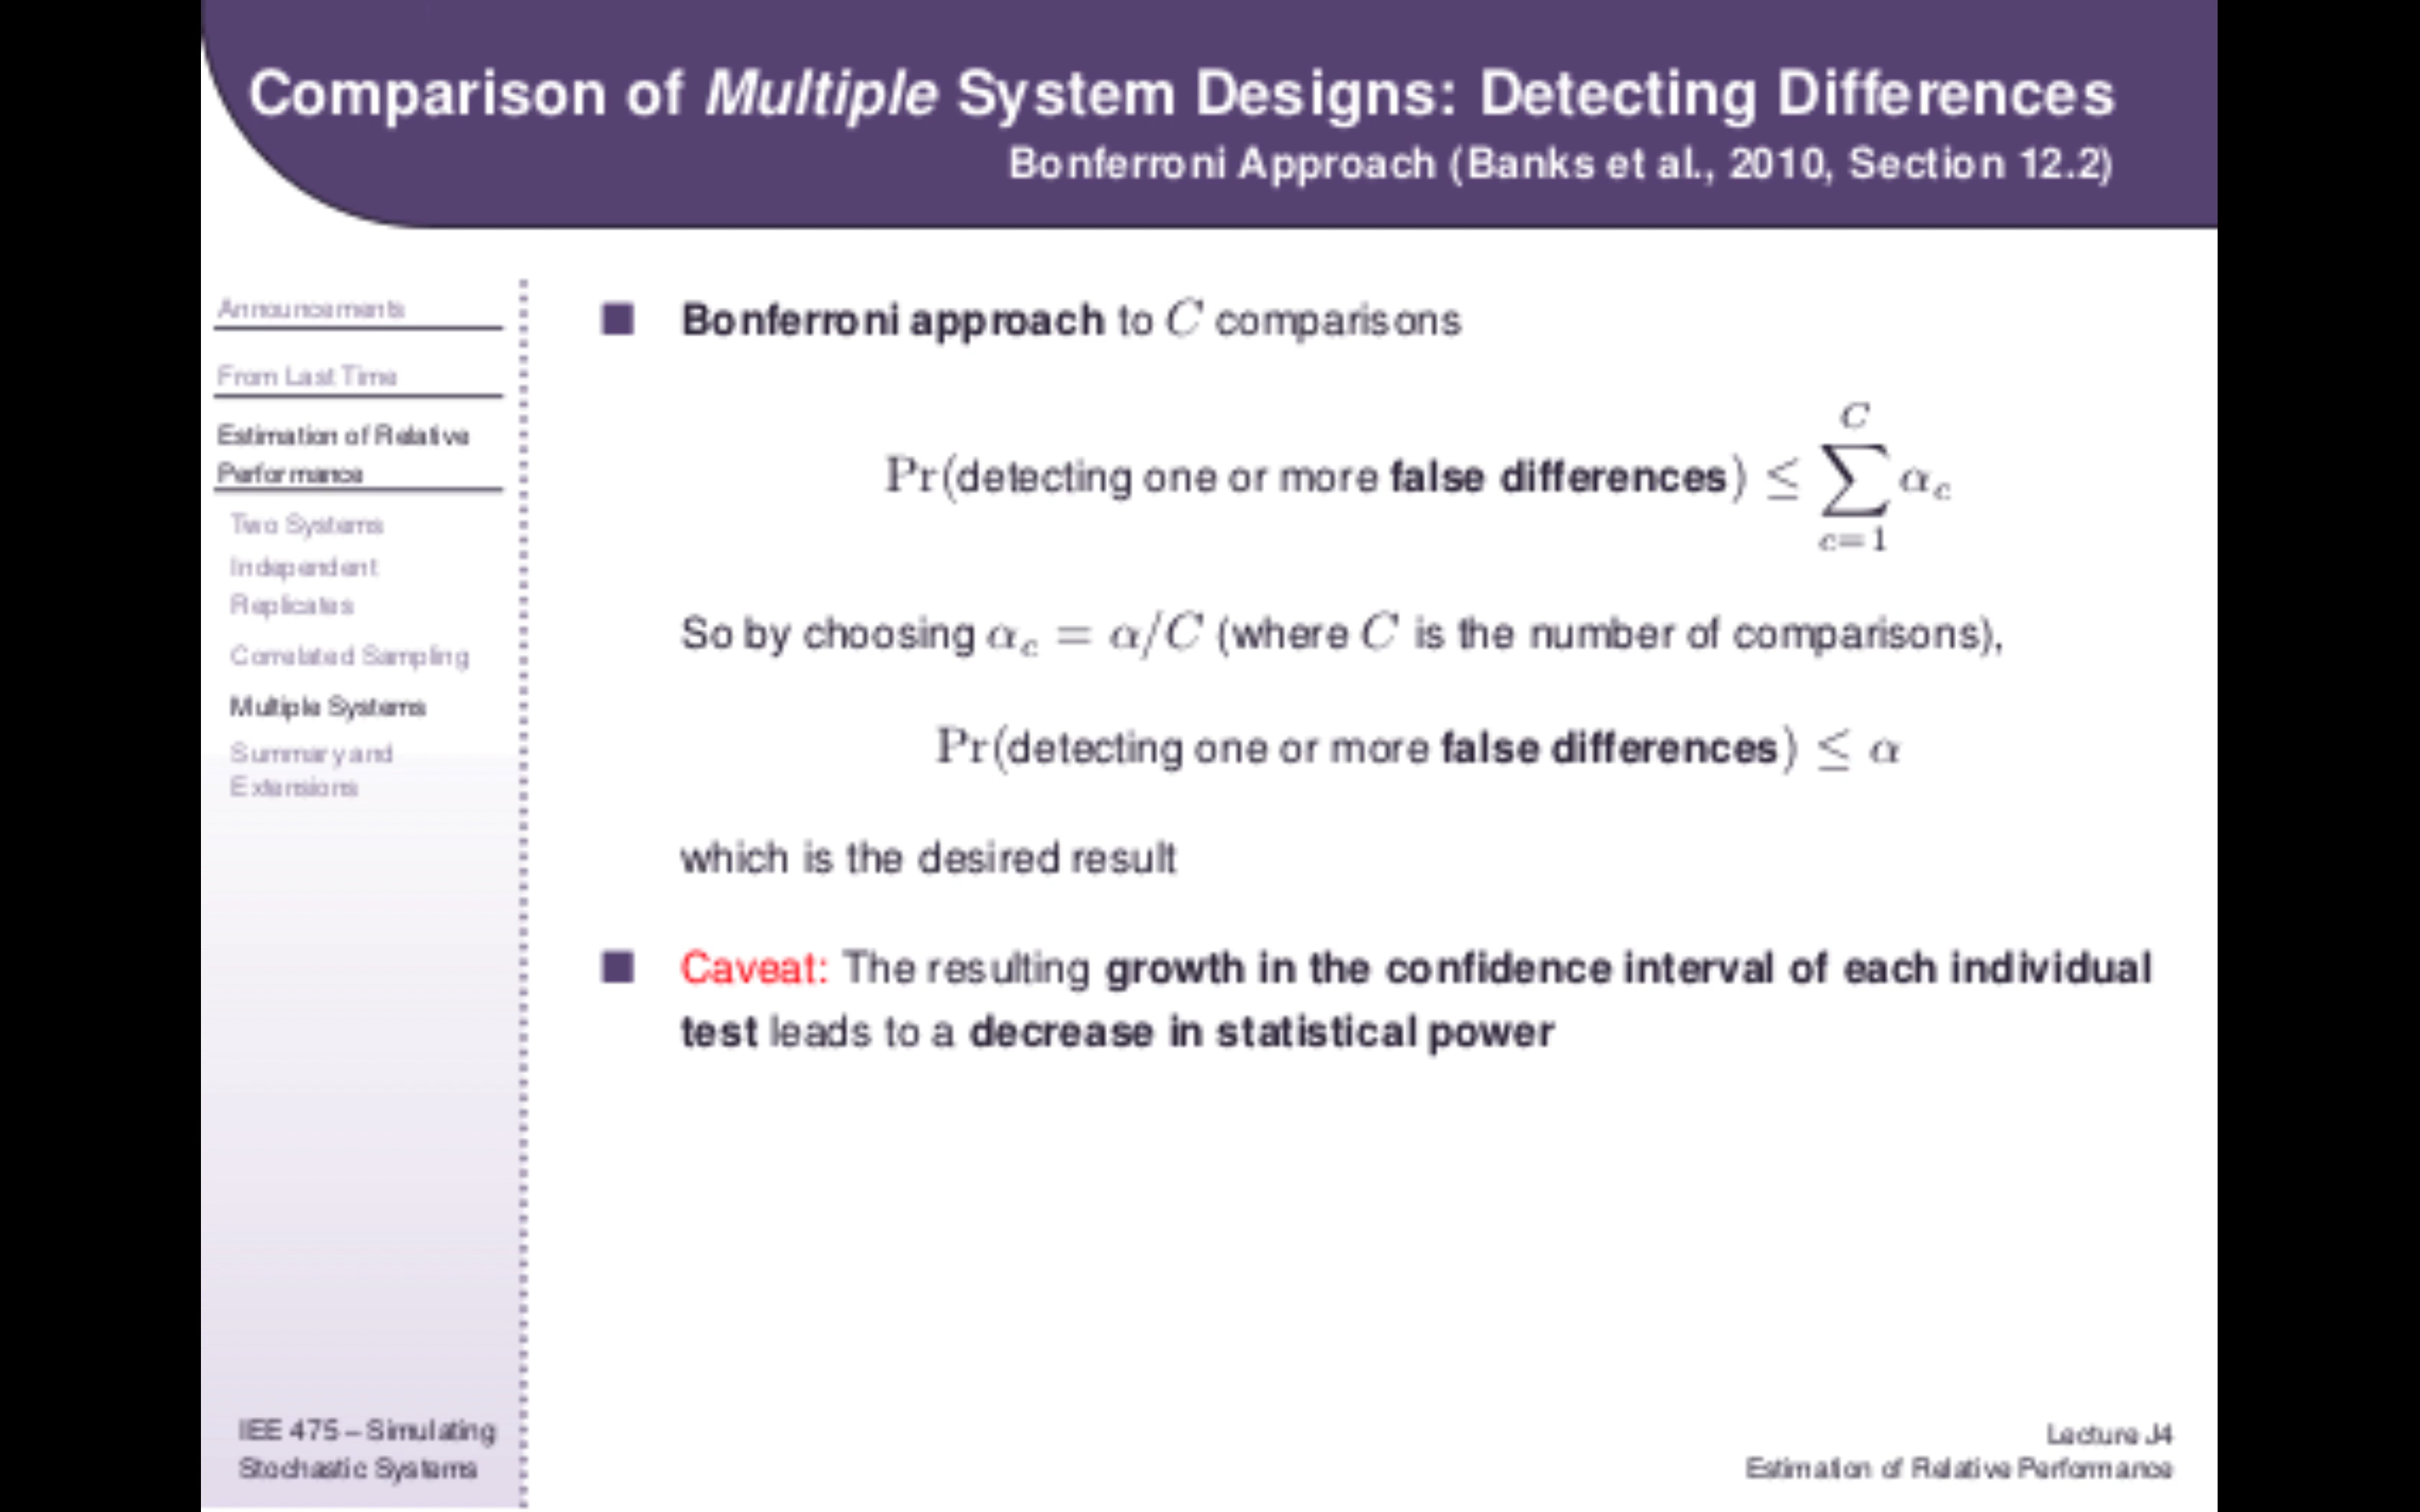 Comparison of Multiple System Designs: Detecting Differences
Bonferroni Approach (Banks et al., 2010, Section 12.2)
Announcements
From Last Time
Estimation of Relative
Performance
Two Systems
Independent
Replicates
Correlated Sampling
Multiple Systems
Summary and
Extensions
■ Bonferroni approach to C comparisons
Pr(detecting one or more false differences) ≤ ∑_{c=1}^{C} α_c
So by choosing α_c = α/C (where C is the number of comparisons),
Pr(detecting one or more false differences) ≤ α
which is the desired result
■ Caveat: The resulting growth in the confidence interval of each individual
test leads to a decrease in statistical power
IEE 475 – Simulating
Stochastic Systems
Lecture J4
Estimation of Relative Performance